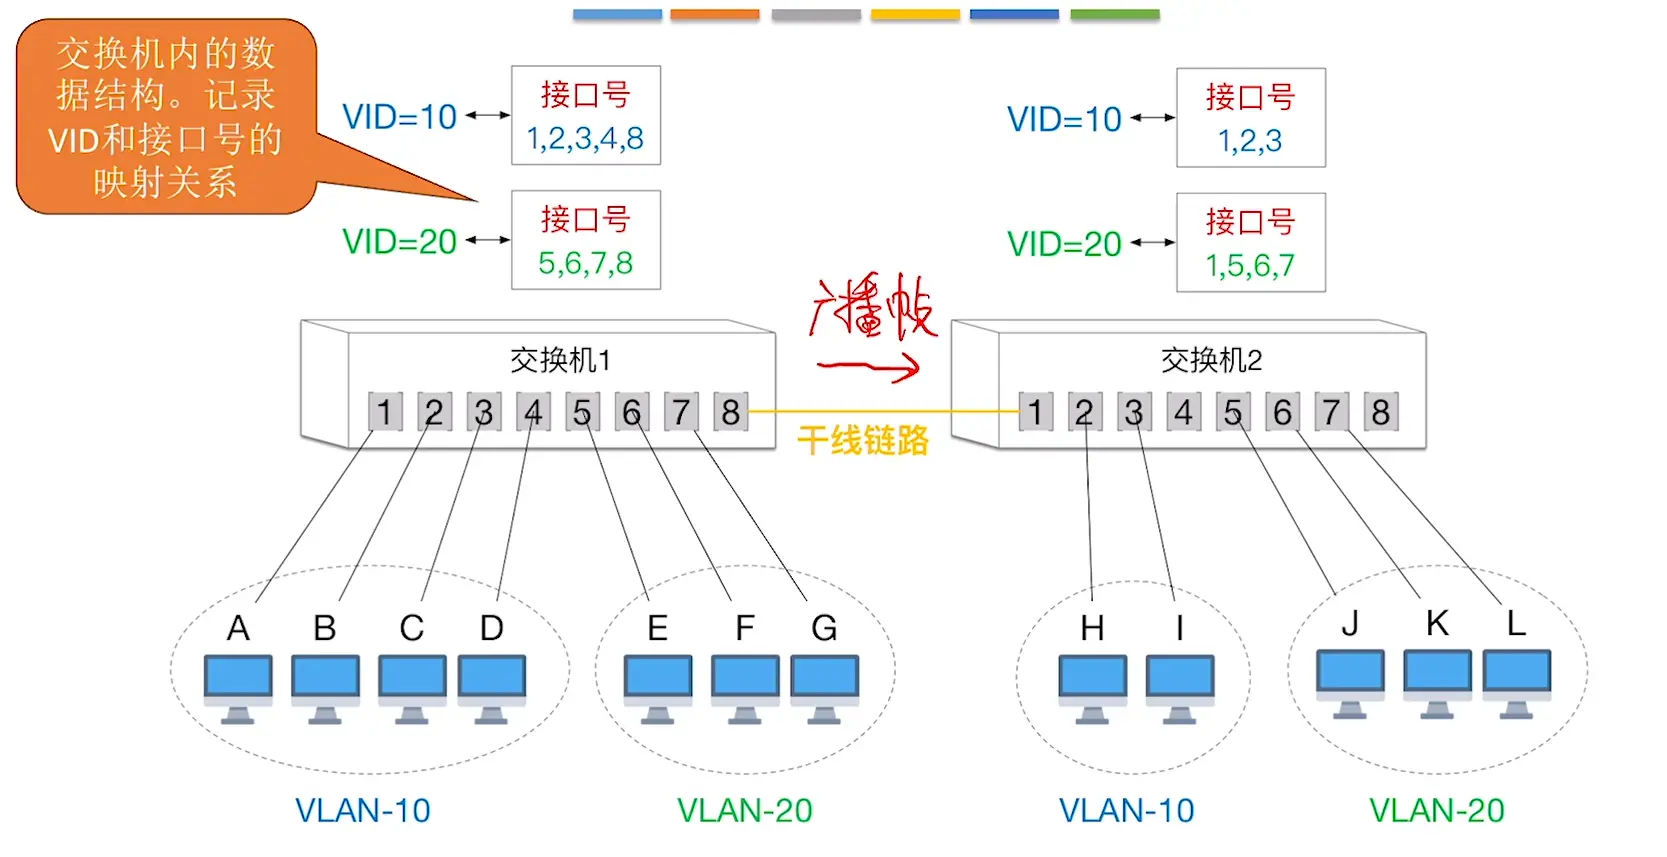 交换机内的数
据结构。记录
VID和接口号的
映射关系
VID=10
接口号
1,2,3,4,8
VID=20
接口号
5,6,7,8
VID=10
接口号
1,2,3
VID=20
接口号
1,5,6,7
广播帧
交换机1
1 2 3 4 5 6 7 8
干线链路
交换机2
1 2 3 4 5 6 7 8
A B C D
E F G
H I
J K L
VLAN-10
VLAN-20
VLAN-10
VLAN-20